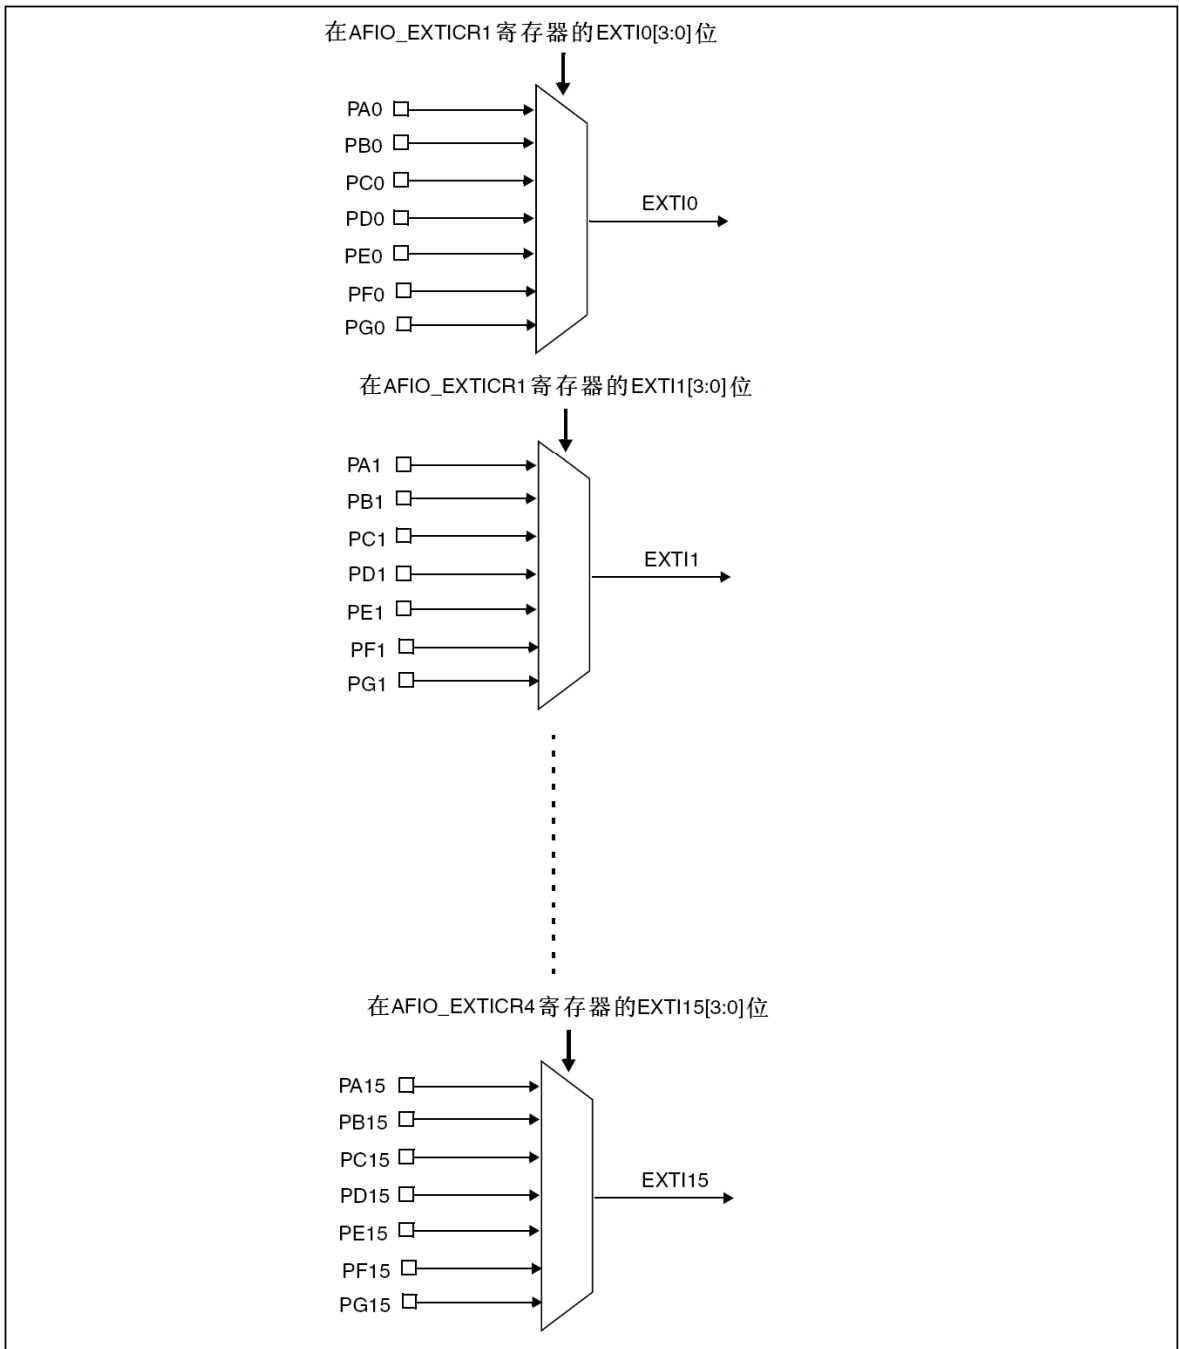 在AFIO_EXTICR1寄存器的EXTI0[3:0]位
PA0
PB0
PC0
PD0
PE0
PF0
PG0
EXTI0
在AFIO_EXTICR1寄存器的EXTI1[3:0]位
PA1
PB1
PC1
PD1
PE1
PF1
PG1
EXTI1
在AFIO_EXTICR4寄存器的EXTI15[3:0]位
PA15
PB15
PC15
PD15
PE15
PF15
PG15
EXTI15